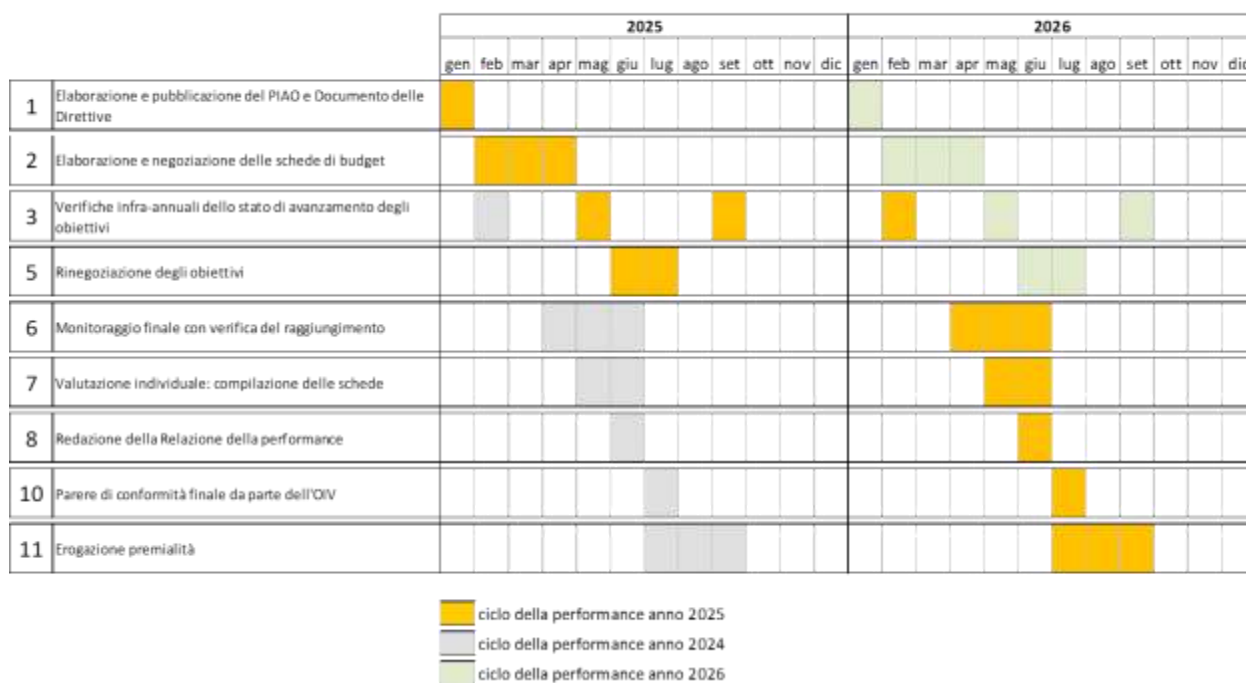 2025 2026
gen feb mar apr mag giu lug ago set ott nov dic gen feb mar apr mag giu lug ago set ott nov dic
1 Elaborazione e pubblicazione del PIAO e Documento delle
Direttive
2 Elaborazione e negoziazione delle schede di budget
3 Verifiche infra-annuali dello stato di avanzamento degli
obiettivi
5 Rinegoziazione degli obiettivi
6 Monitoraggio finale con verifica del raggiungimento
7 Valutazione individuale: compilazione delle schede
8 Redazione della Relazione della performance
10 Parere di conformità finale da parte dell'OIV
11 Erogazione premialità
ciclo della performance anno 2025
ciclo della performance anno 2024
ciclo della performance anno 2026